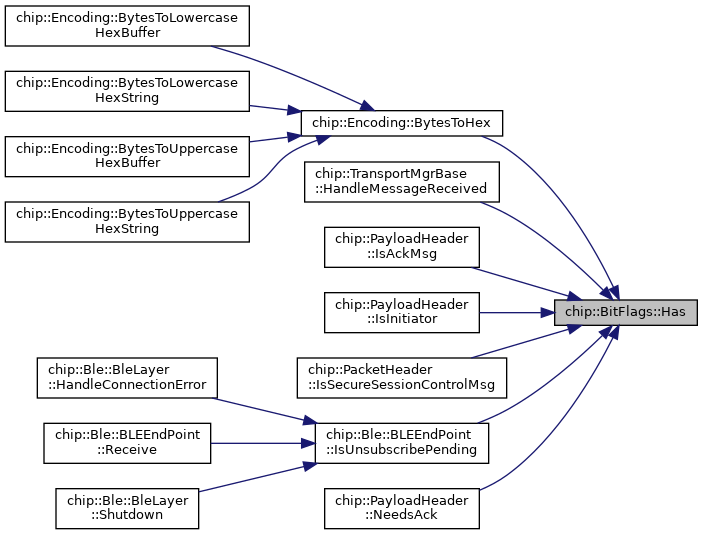 chip::Encoding::BytesToLowercase
HexBuffer
chip::Encoding::BytesToLowercase
HexString
chip::Encoding::BytesToHex
chip::Encoding::BytesToUppercase
HexBuffer
chip::TransportMgrBase
::HandleMessageReceived
chip::Encoding::BytesToUppercase
HexString
chip::PayloadHeader
::IsAckMsg
chip::PayloadHeader
::IsInitiator
chip::BitFlags::Has
chip::PacketHeader
::IsSecureSessionControlMsg
chip::Ble::BleLayer
::HandleConnectionError
chip::Ble::BLEEndPoint
::Receive
chip::Ble::BLEEndPoint
::IsUnsubscribePending
chip::Ble::BleLayer
::Shutdown
chip::PayloadHeader
::NeedsAck